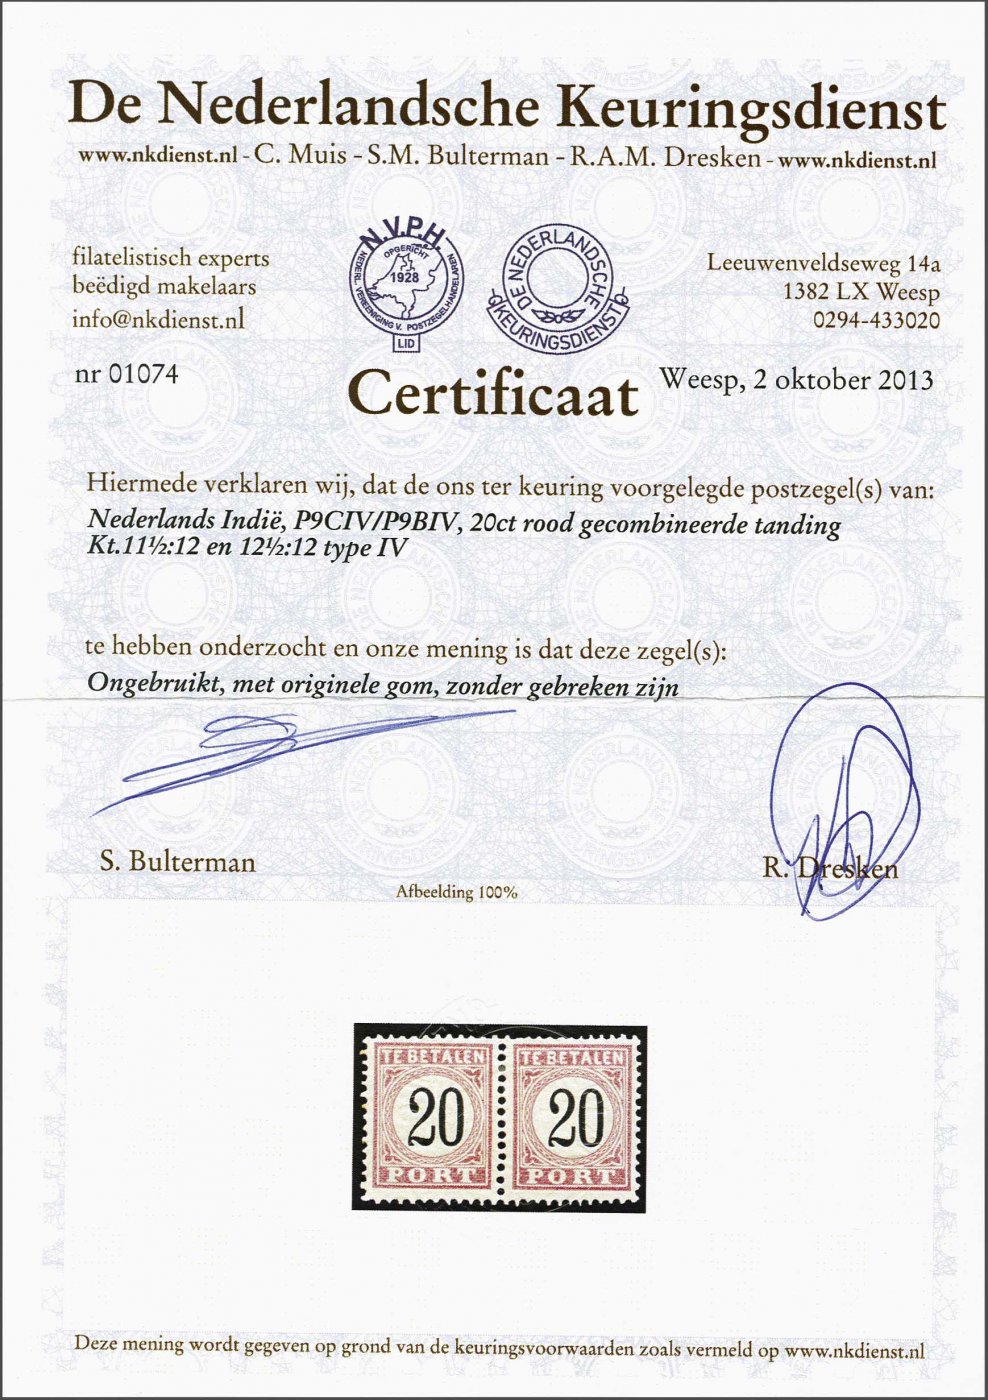 De Nederlandsche Keuringsdienst
www.nkdienst.nl - C. Muis - S.M. Bulterman - R.A.M. Dresken - www.nkdienst.nl
filatelistisch experts
beëdigd makelaars
info@nkdienst.nl
N.V.P.H.
OPGERICHT
1928
NEDERL. VEREENIGING V. POSTZEGELHANDELAREN
LID
DE NEDERLANDSCHE
KEURINGSDIENST
Leeuwenveldseweg 14a
1382 LX Weesp
0294-433020
nr 01074
Certificaat
Weesp, 2 oktober 2013
Hiermede verklaren wij, dat de ons ter keuring voorgelegde postzegel(s) van:
Nederlands Indië, P9CIV/P9BIV, 20ct rood gecombineerde tanding
Kt.11½:12 en 12½:12 type IV
te hebben onderzocht en onze mening is dat deze zegel(s):
Ongebruikt, met originele gom, zonder gebreken zijn
S. Bulterman
R. Dresken
Afbeelding 100%
TE BETALEN TE BETALEN
20 20
PORT PORT
Deze mening wordt gegeven op grond van de keuringsvoorwaarden zoals vermeld op www.nkdienst.nl